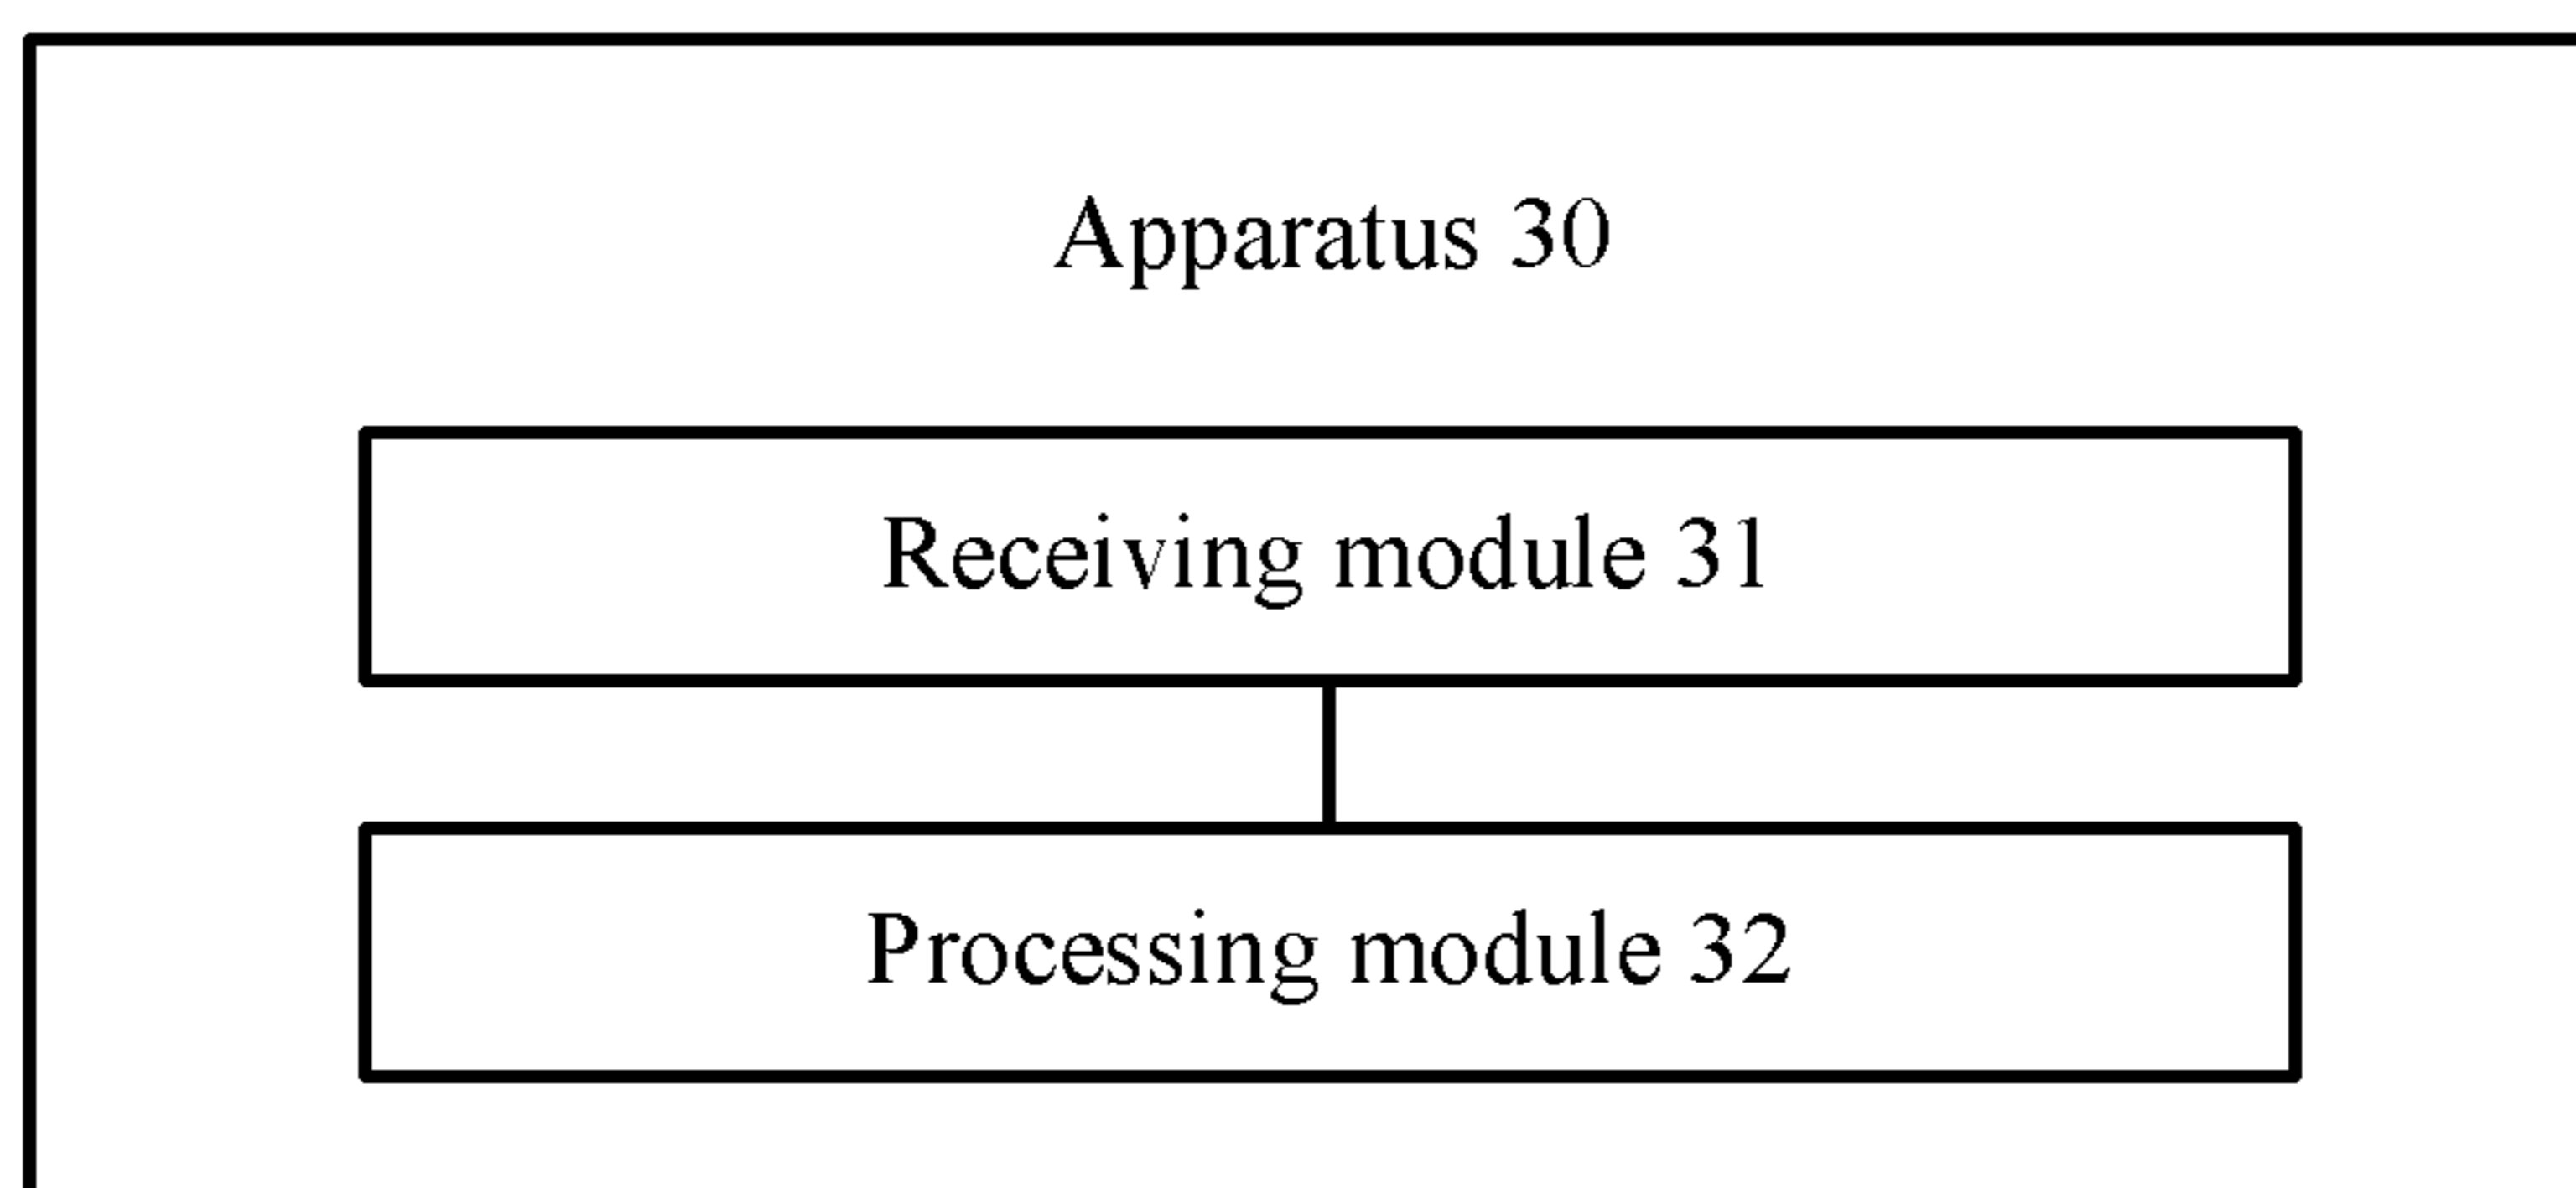 Apparatus 30
Receiving module 31
Processing module 32